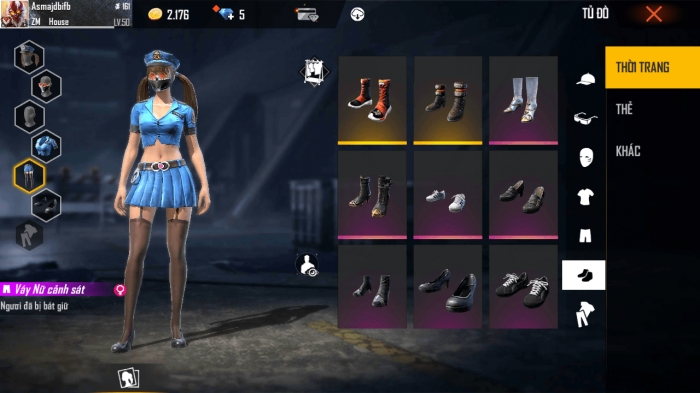 Asmajdbifb
161
ZM House
LV.50
2.176
+ 5
TỦ ĐỒ
THỜI TRANG
THẺ
KHÁC
Váy Nữ cảnh sát
Ngươi đã bị bắt giữ